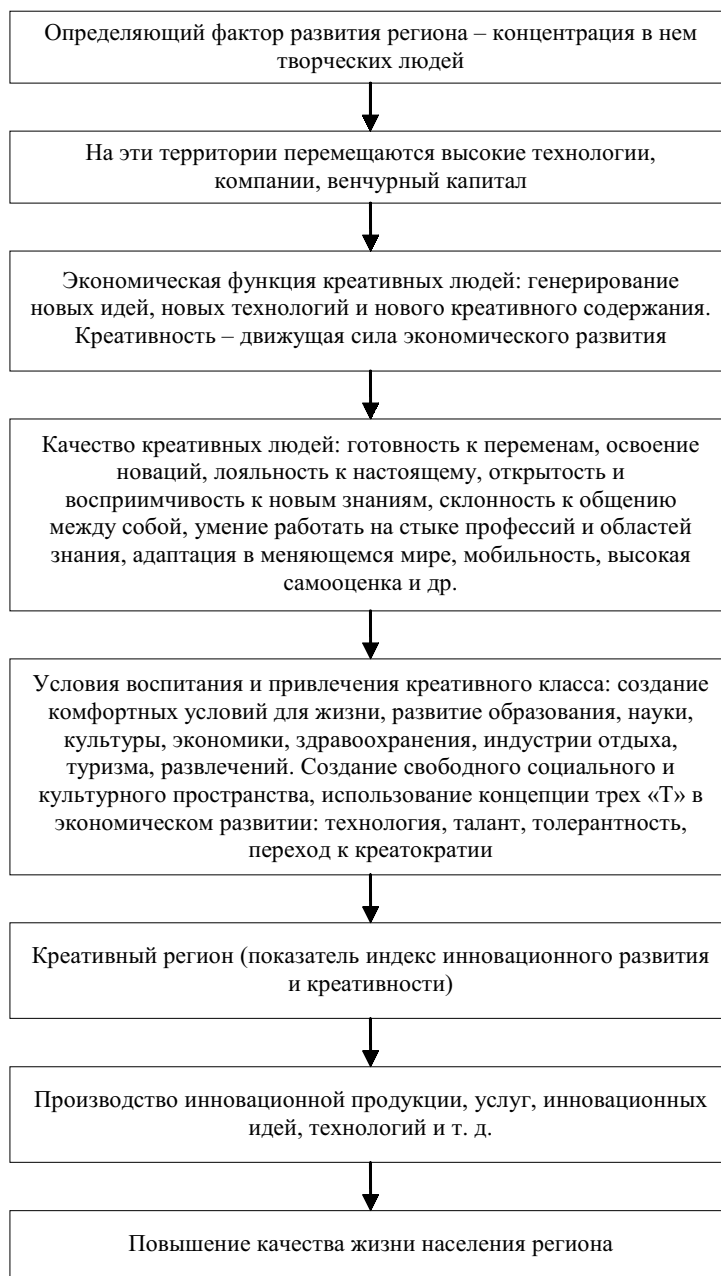 Определяющий фактор развития региона – концентрация в нем
творческих людей
На эти территории перемещаются высокие технологии,
компании, венчурный капитал
Экономическая функция креативных людей: генерирование
новых идей, новых технологий и нового креативного содержания.
Креативность – движущая сила экономического развития
Качество креативных людей: готовность к переменам, освоение
новаций, лояльность к настоящему, открытость и
восприимчивость к новым знаниям, склонность к общению
между собой, умение работать на стыке профессий и областей
знания, адаптация в меняющемся мире, мобильность, высокая
самооценка и др.
Условия воспитания и привлечения креативного класса: создание
комфортных условий для жизни, развитие образования, науки,
культуры, экономики, здравоохранения, индустрии отдыха,
туризма, развлечений. Создание свободного социального и
культурного пространства, использование концепции трех «Т» в
экономическом развитии: технология, талант, толерантность,
переход к креатократии
Креативный регион (показатель индекс инновационного развития
и креативности)
Производство инновационной продукции, услуг, инновационных
идей, технологий и т. д.
Повышение качества жизни населения региона